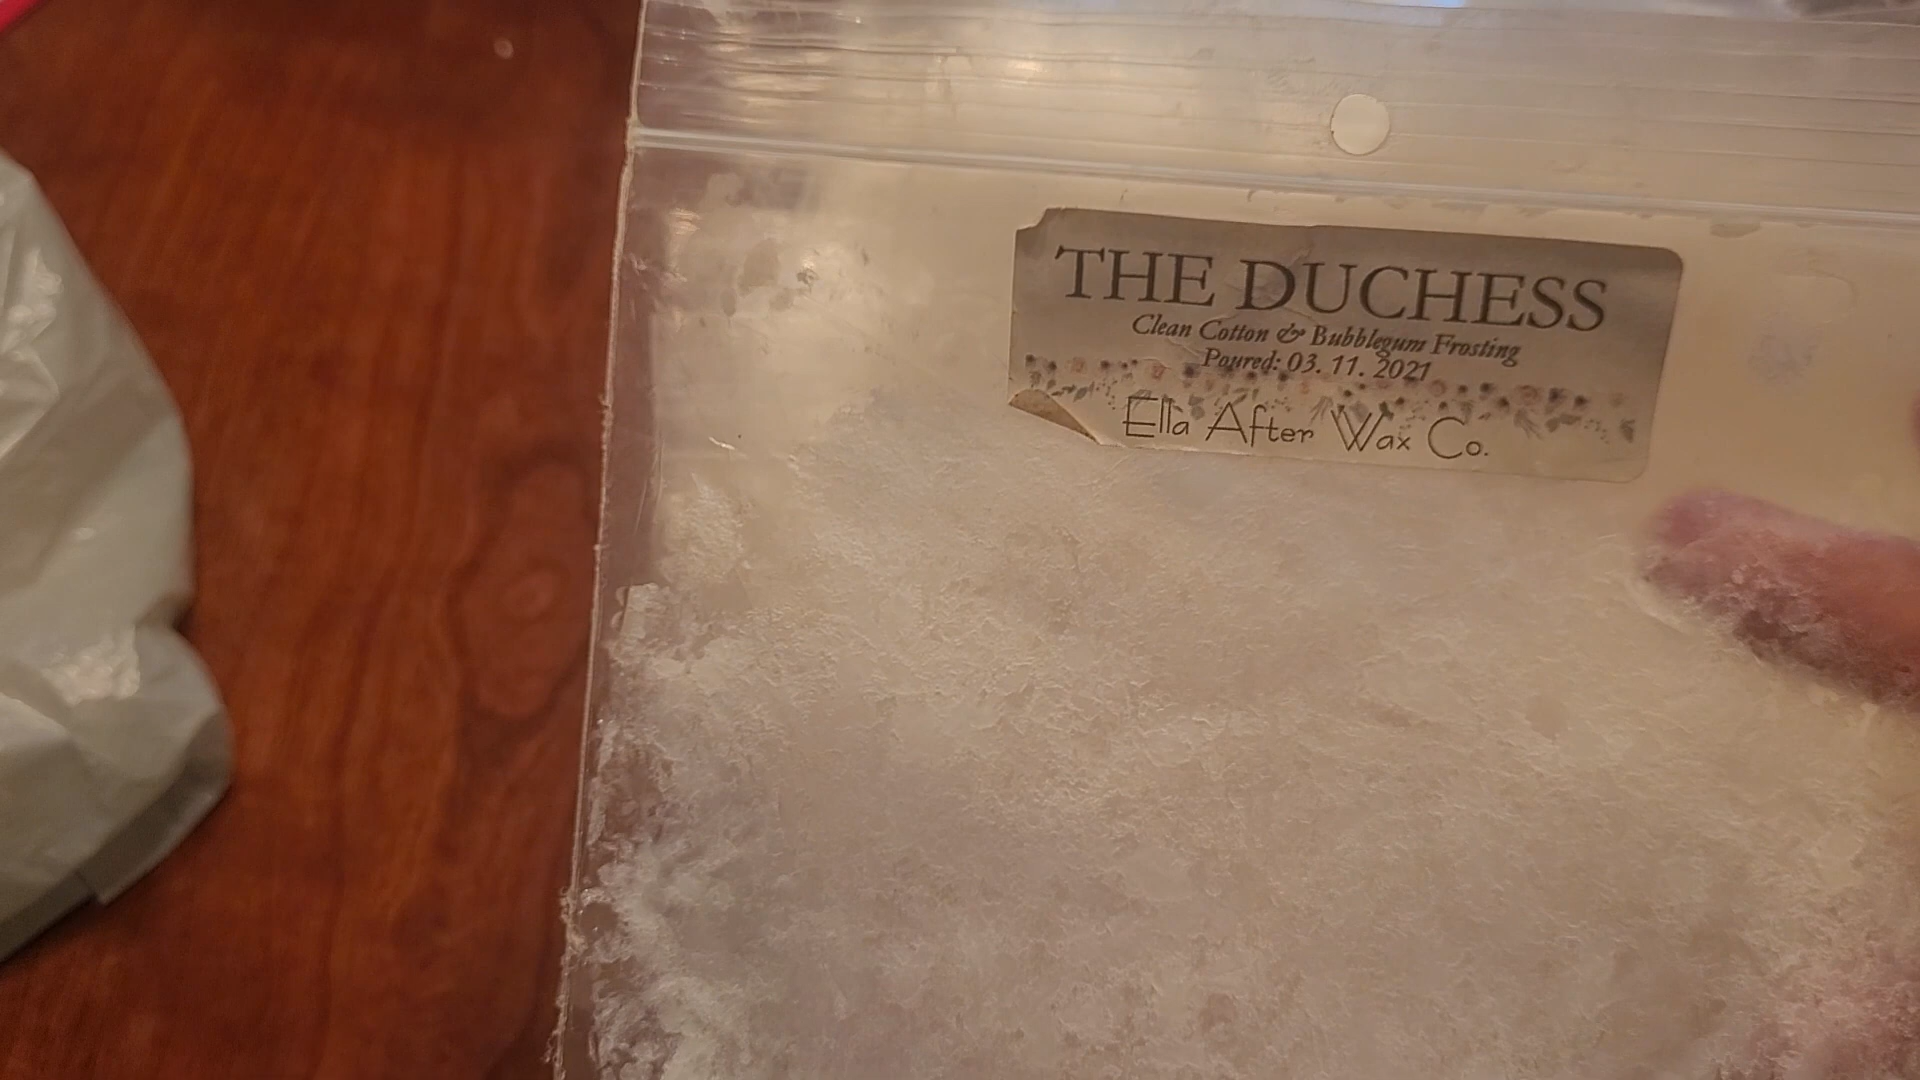 THE DUCHESS
Clean Cotton & Bubblegum Frosting
Poured: 03. 11. 2021
Ella After Wax Co.